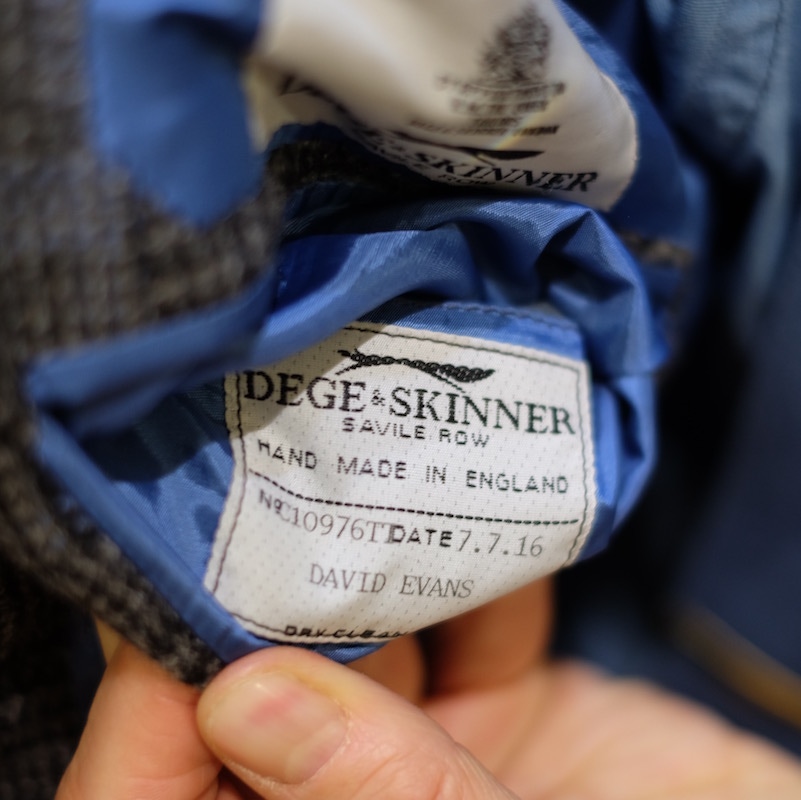 & SKINNER
DEGE & SKINNER
SAVILE ROW
HAND MADE IN ENGLAND
Nº C10976TT DATE 7.7.16
DAVID EVANS